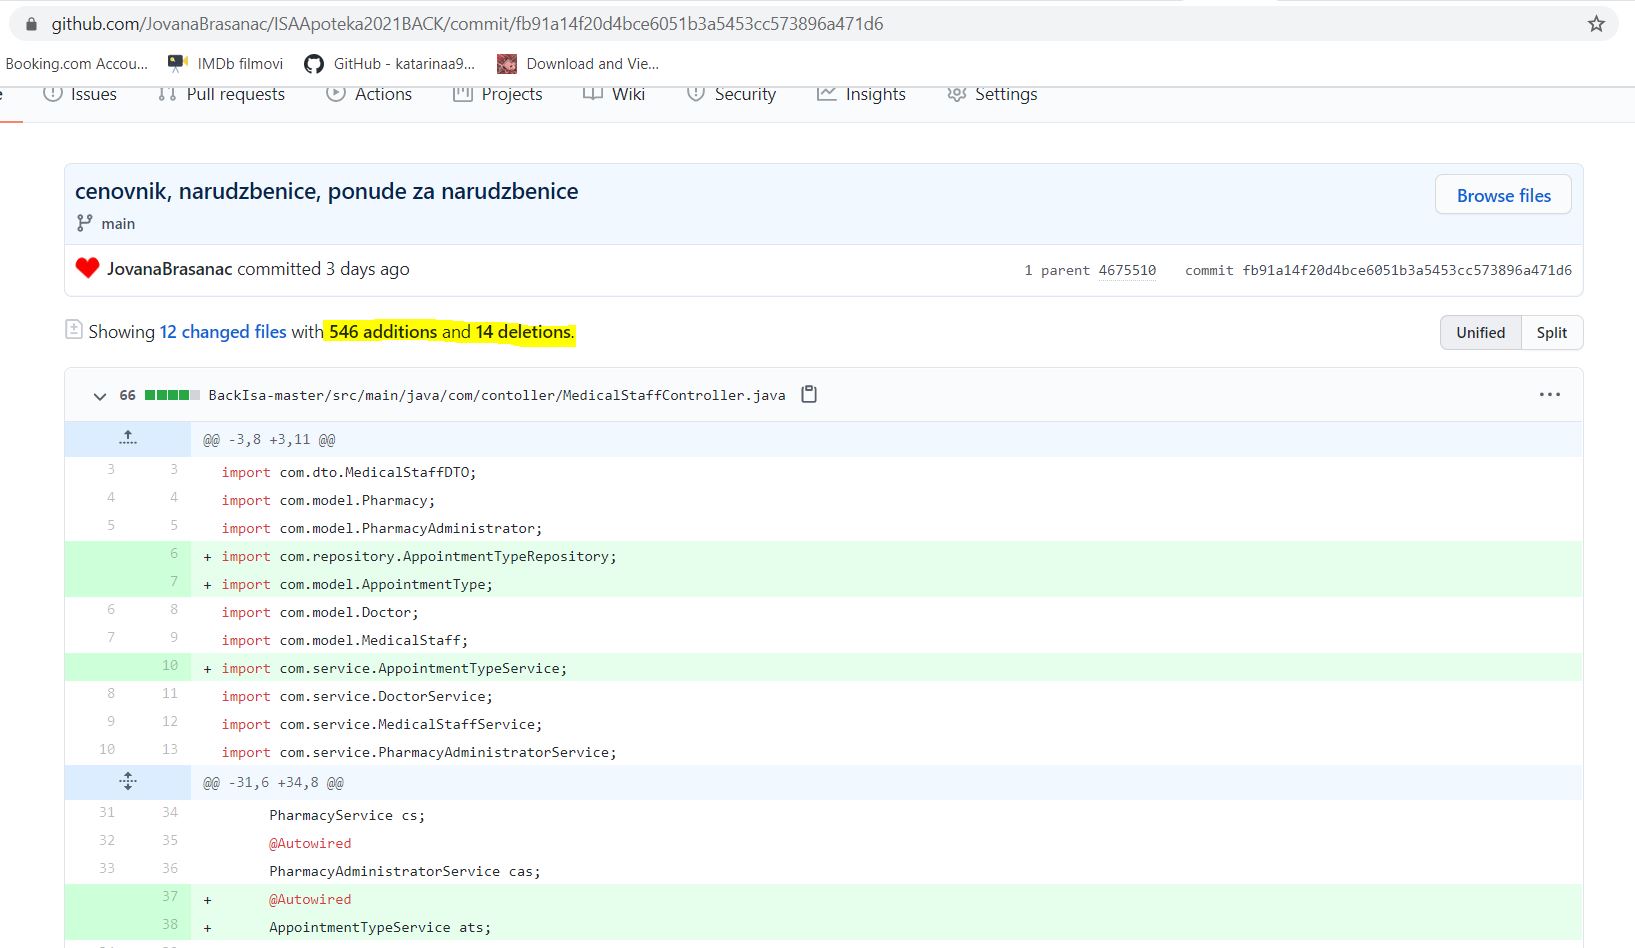 github.com/JovanaBrasanac/ISAApoteka2021BACK/commit/fb91a14f20d4bce6051b3a5453cc573896a471d6
Booking.com Accou... IMDb filmovi GitHub - katarinaa9... Download and Vie...
Issues Pull requests Actions Projects Wiki Security Insights Settings
cenovnik, narudzbenice, ponude za narudzbenice
Browse files
main
JovanaBrasanac committed 3 days ago 1 parent 4675510 commit fb91a14f20d4bce6051b3a5453cc573896a471d6
Showing 12 changed files with 546 additions and 14 deletions. Unified Split
66 BackIsa-master/src/main/java/com/contoller/MedicalStaffController.java ...
@@ -3,8 +3,11 @@
3 3 import com.dto.MedicalStaffDTO;
4 4 import com.model.Pharmacy;
5 5 import com.model.PharmacyAdministrator;
6 + import com.repository.AppointmentTypeRepository;
7 + import com.model.AppointmentType;
6 8 import com.model.Doctor;
7 9 import com.model.MedicalStaff;
10 + import com.service.AppointmentTypeService;
8 11 import com.service.DoctorService;
9 12 import com.service.MedicalStaffService;
10 13 import com.service.PharmacyAdministratorService;
@@ -31,6 +34,8 @@
31 34 PharmacyService cs;
32 35 @Autowired
33 36 PharmacyAdministratorService cas;
37 + @Autowired
38 + AppointmentTypeService ats;